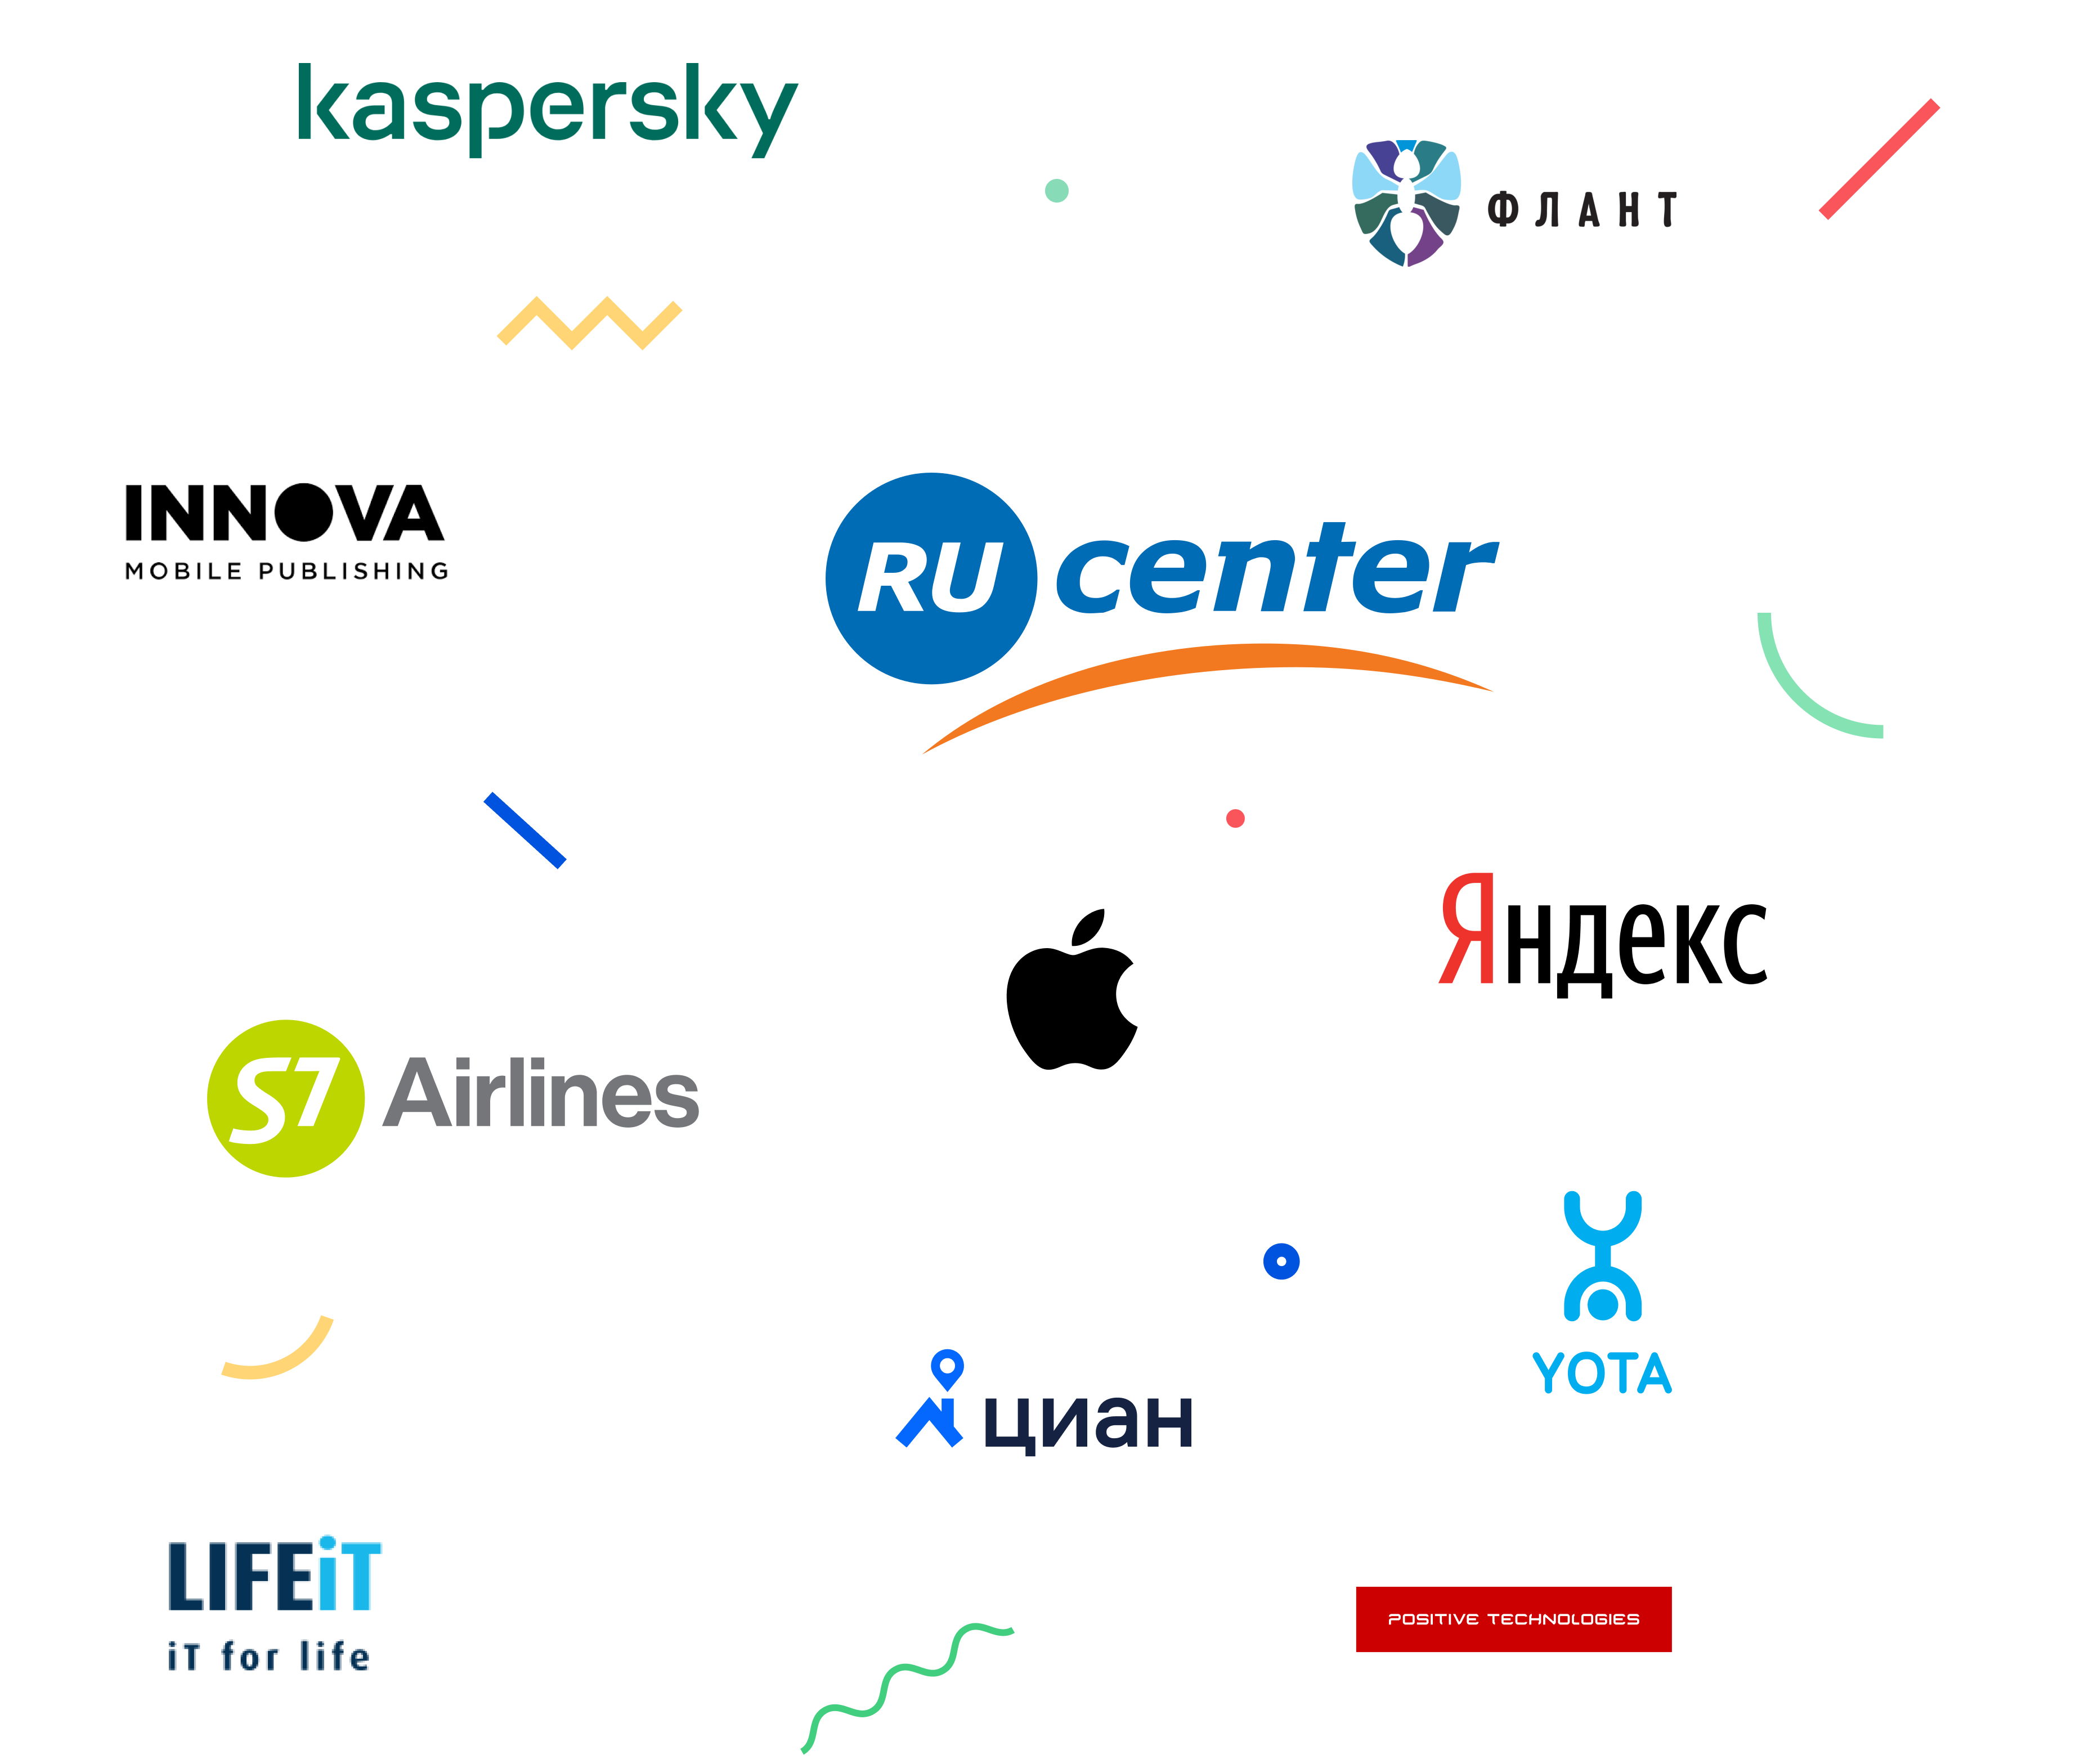 kaspersky
ФЛАНТ
INNOVA
MOBILE PUBLISHING
RU center
Яндекс
S7 Airlines
YOTA
циан
LIFEiT
iT for life
POSITIVE TECHNOLOGIES